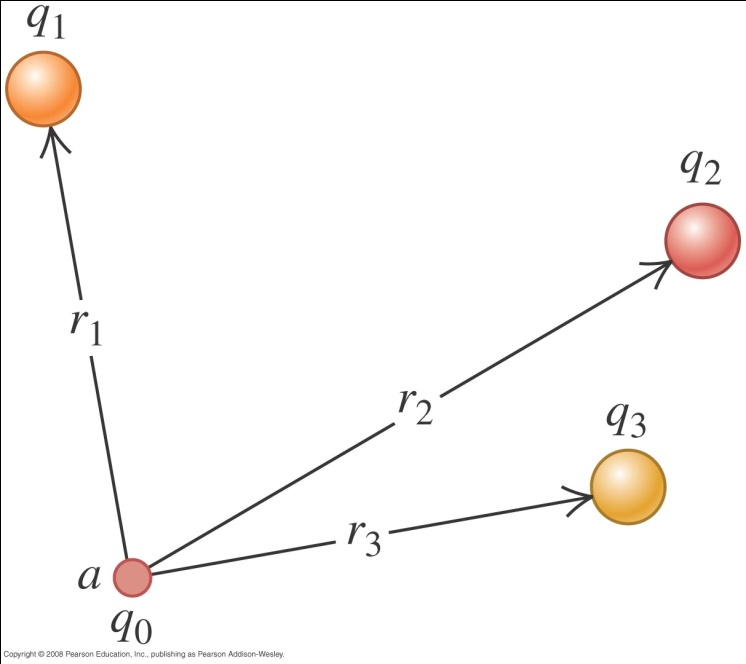 q1
q2
r1
r2
q3
r3
a
q0
Copyright © 2008 Pearson Education, Inc., publishing as Pearson Addison-Wesley.